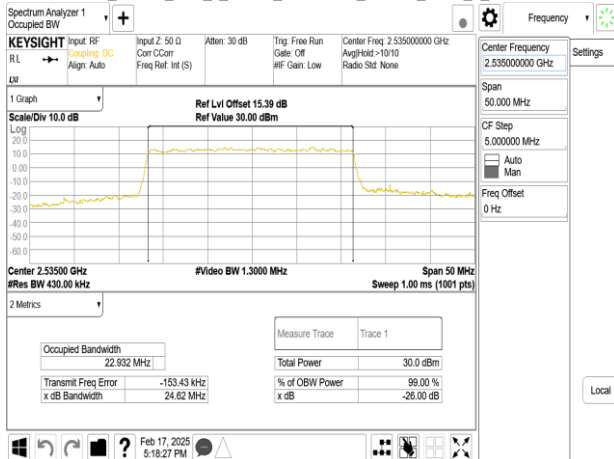 Spectrum Analyzer 1
Occupied BW
+
Frequency
KEYSIGHT
RL
LXI
Input: RF
Coupling: DC
Align: Auto
Input Z: 50 Ω
Corr CCorr
Freq Ref: Int (S)
Atten: 30 dB
Trig: Free Run
Gate: Off
#IF Gain: Low
Center Freq: 2.535000000 GHz
Avg|Hold:>10/10
Radio Std: None
Center Frequency
2.535000000 GHz
Settings
Span
50.000 MHz
CF Step
5.000000 MHz
Auto
Man
Freq Offset
0 Hz
Local
1 Graph
Scale/Div 10.0 dB
Ref Lvl Offset 15.39 dB
Ref Value 30.00 dBm
Log
20.0
10.0
0.00
-10.0
-20.0
-30.0
-40.0
-50.0
-60.0
Center 2.53500 GHz
#Video BW 1.3000 MHz
Span 50 MHz
#Res BW 430.00 kHz
Sweep 1.00 ms (1001 pts)
2 Metrics
Measure Trace Trace 1
Occupied Bandwidth
22.932 MHz
Total Power 30.0 dBm
Transmit Freq Error -153.43 kHz
% of OBW Power 99.00 %
x dB Bandwidth 24.62 MHz
x dB -26.00 dB
?
Feb 17, 2025
5:18:27 PM